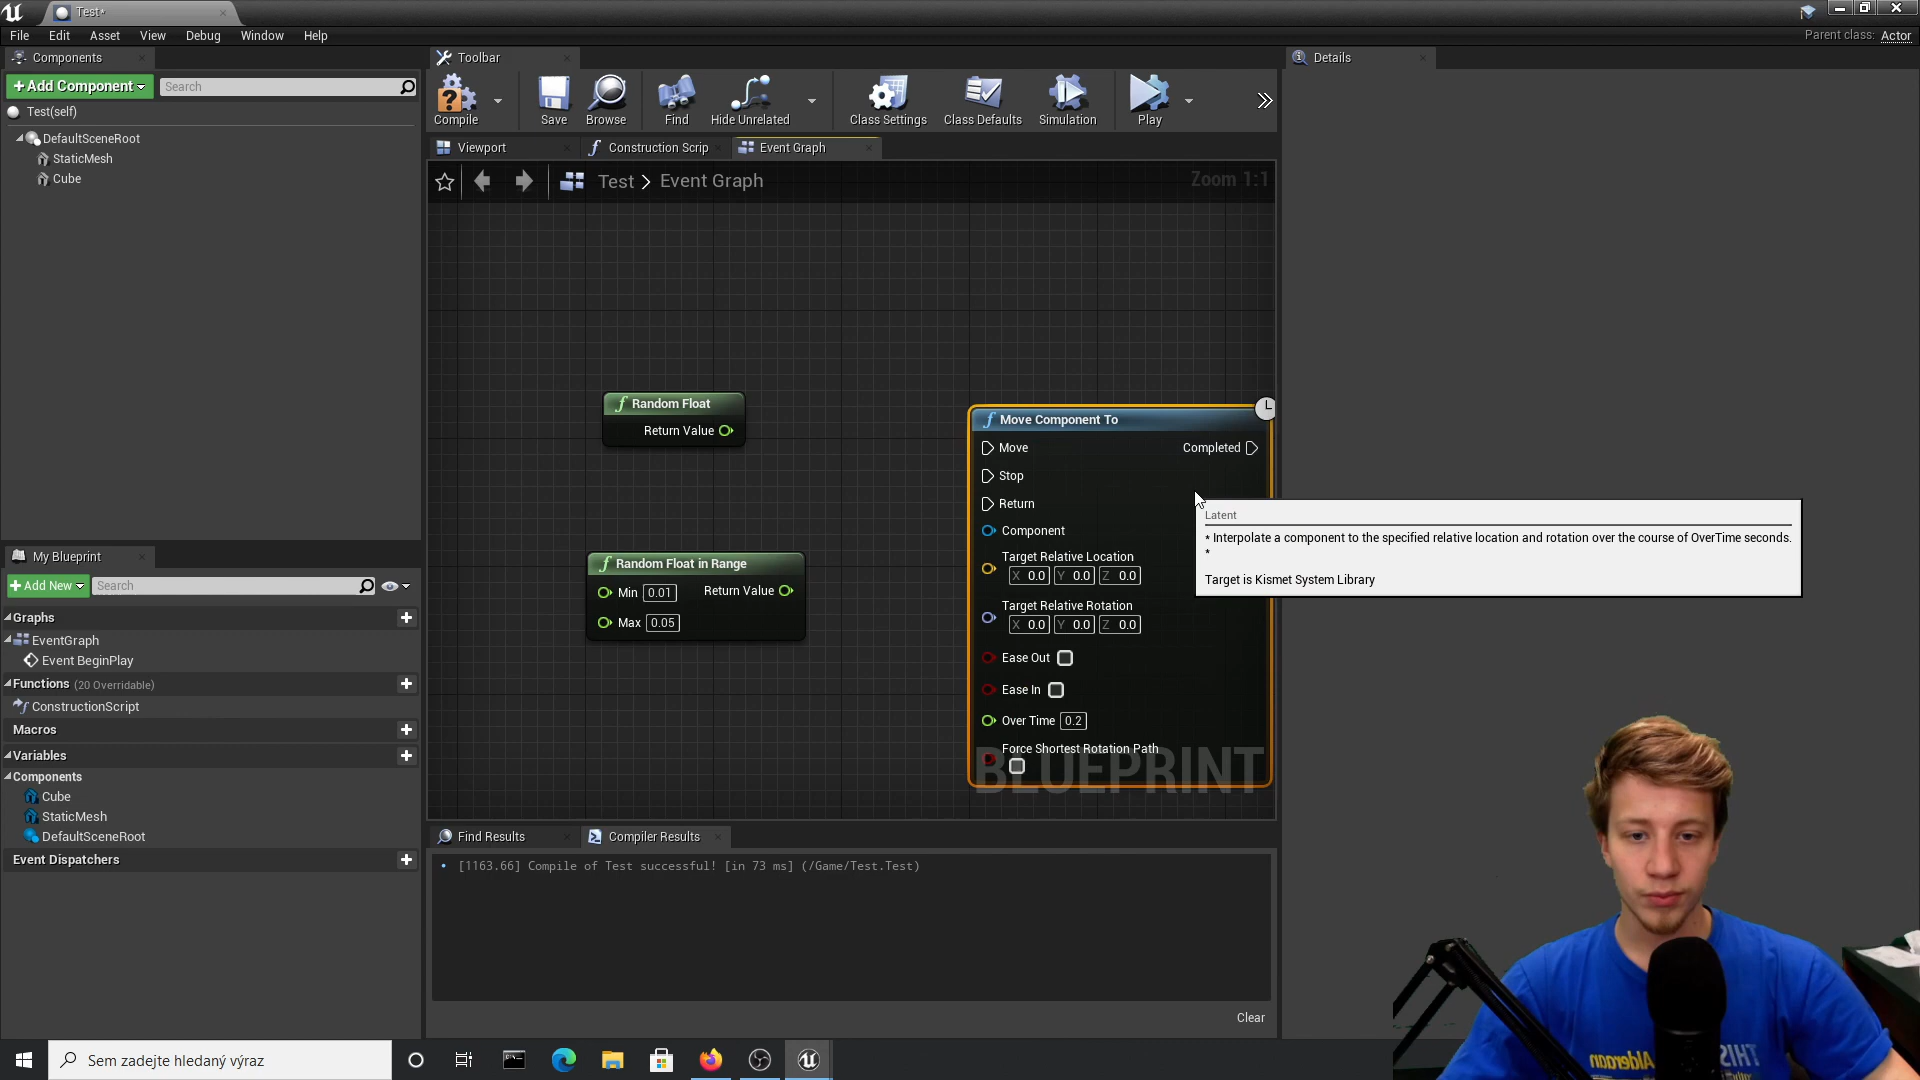 Test*
File Edit Asset View Debug Window Help
Parent class: Actor
Components
Toolbar
Details
+Add Component
Search
Test(self)
DefaultSceneRoot
StaticMesh
Cube
Compile
Save
Browse
Find
Hide Unrelated
Class Settings
Class Defaults
Simulation
Play
Viewport
Construction Scrip
Event Graph
Test > Event Graph
Zoom 1:1
Random Float
Return Value
Random Float in Range
Min 0.01
Return Value
Max 0.05
Move Component To
Move
Completed
Stop
Return
Component
Target Relative Location
X 0.0 Y 0.0 Z 0.0
Target Relative Rotation
X 0.0 Y 0.0 Z 0.0
Ease Out
Ease In
Over Time 0.2
Force Shortest Rotation Path
BLUEPRINT
Latent
* Interpolate a component to the specified relative location and rotation over the course of OverTime seconds.
*
Target is Kismet System Library
My Blueprint
+Add New
Search
Graphs
EventGraph
Event BeginPlay
Functions (20 Overridable)
ConstructionScript
Macros
Variables
Components
Cube
StaticMesh
DefaultSceneRoot
Event Dispatchers
Find Results
Compiler Results
• [1163.66] Compile of Test successful! [in 73 ms] (/Game/Test.Test)
Clear
Sem zadejte hledaný výraz
THIS
Alderaan